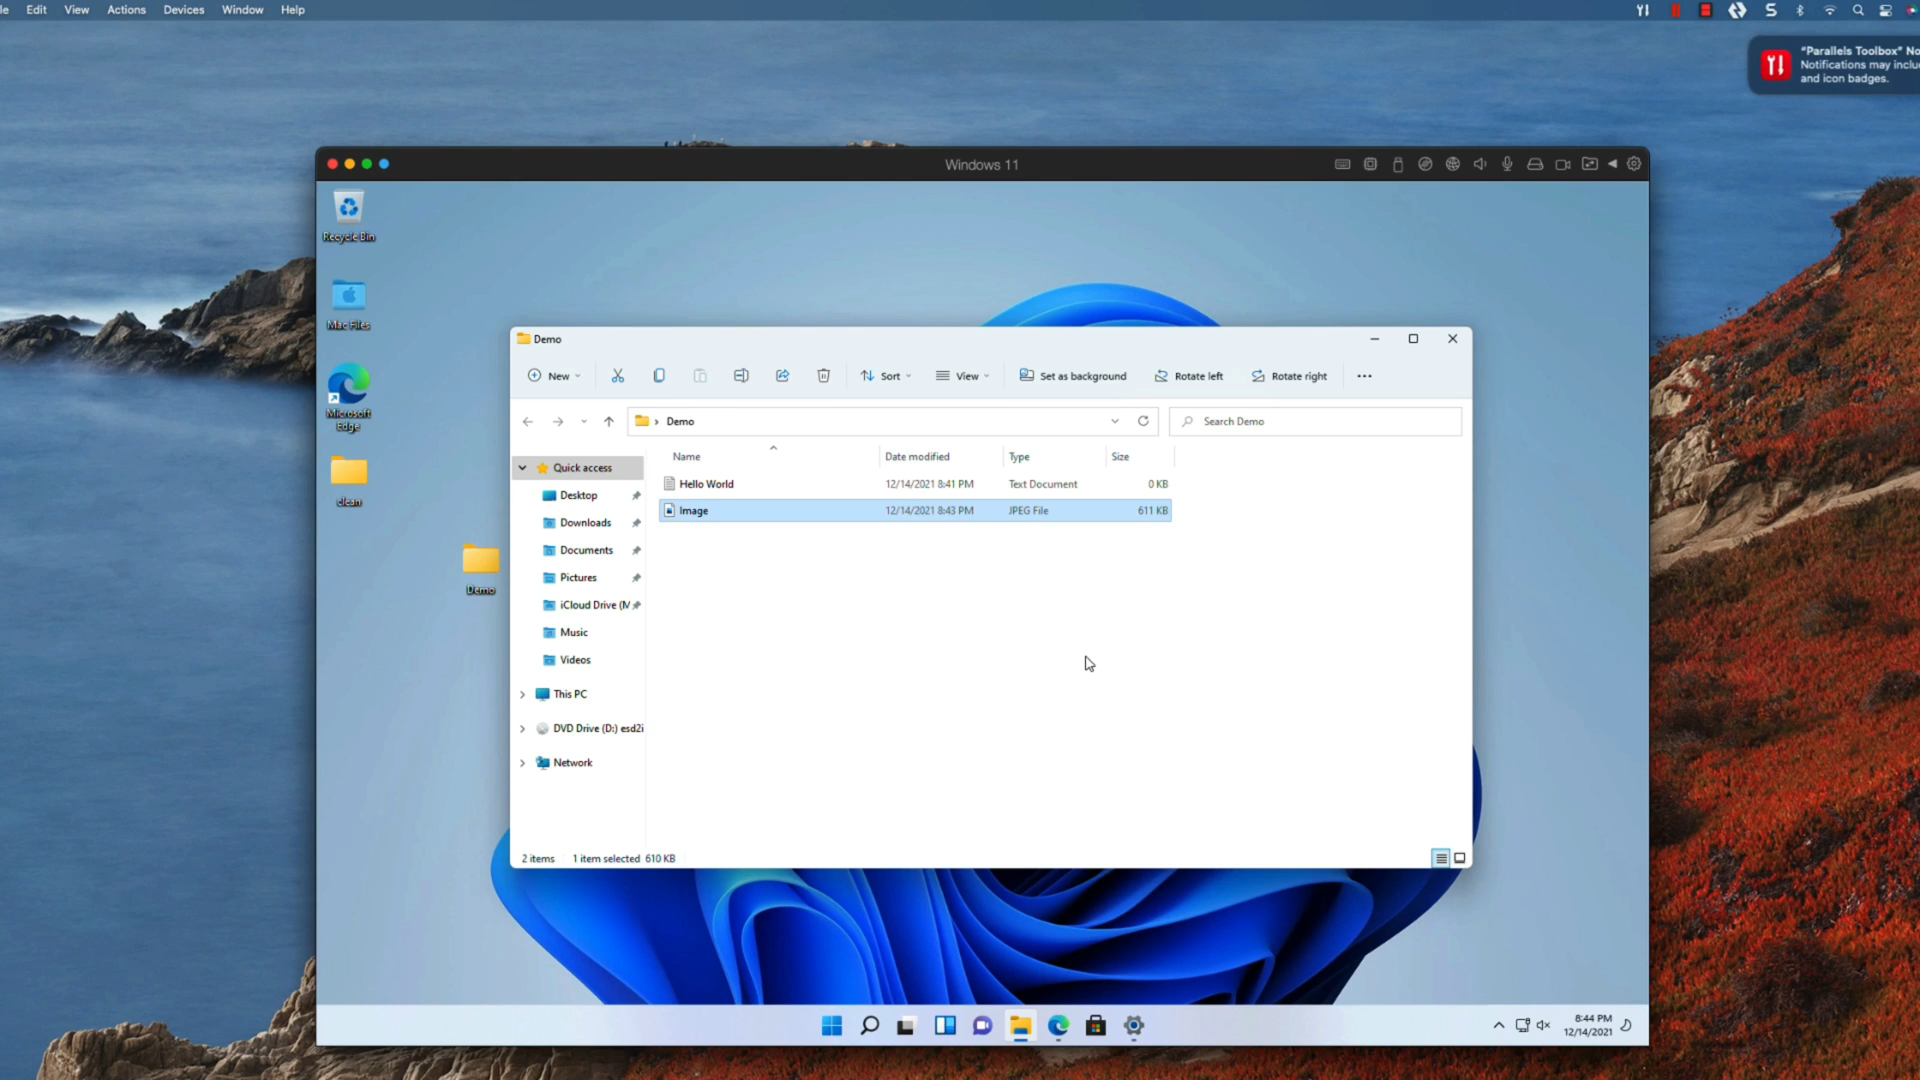 Edit View Actions Devices Window Help
"Parallels Toolbox" No
Notifications may inclu
and icon badges.
Windows 11
Recycle Bin
Mac Files
Microsoft
Edge
clean
Demo
Demo
New
Sort
View
Set as background
Rotate left
Rotate right
Demo
Search Demo
Name Date modified Type Size
Quick access
Desktop
Downloads
Documents
Pictures
iCloud Drive (M
Music
Videos
This PC
DVD Drive (D:) esd2i
Network
Hello World 12/14/2021 8:41 PM Text Document 0 KB
Image 12/14/2021 8:43 PM JPEG File 611 KB
2 items 1 item selected 610 KB
8:44 PM
12/14/2021